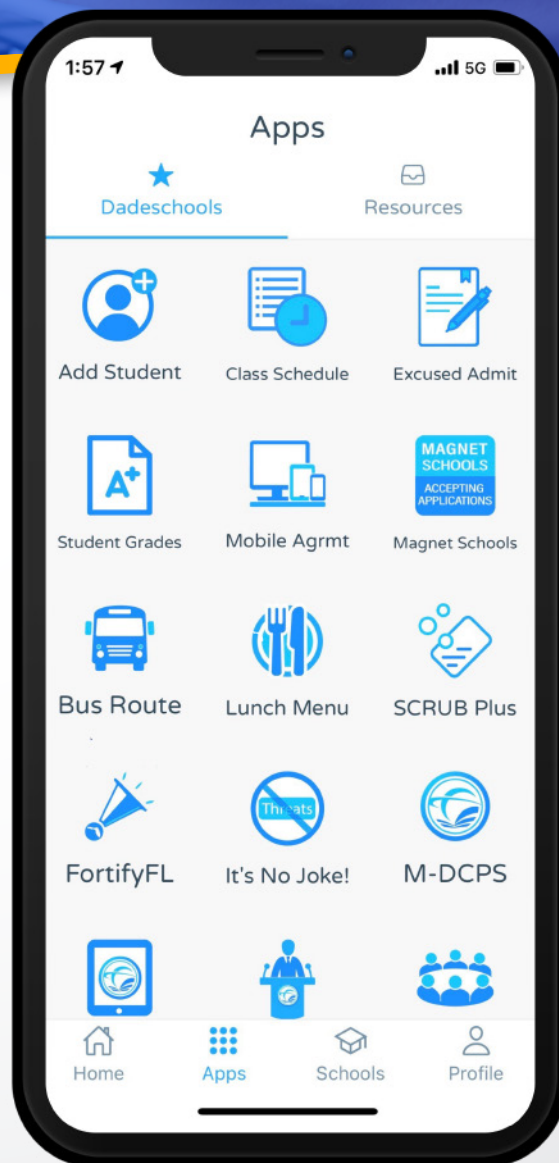 1:57
5G
Apps
Dadeschools
Resources
Add Student
Class Schedule
Excused Admit
A+
MAGNET
SCHOOLS
ACCEPTING
APPLICATIONS
Student Grades
Mobile Agrmt
Magnet Schools
Bus Route
Lunch Menu
SCRUB Plus
Threats
FortifyFL
It's No Joke!
M-DCPS
Home
Apps
Schools
Profile